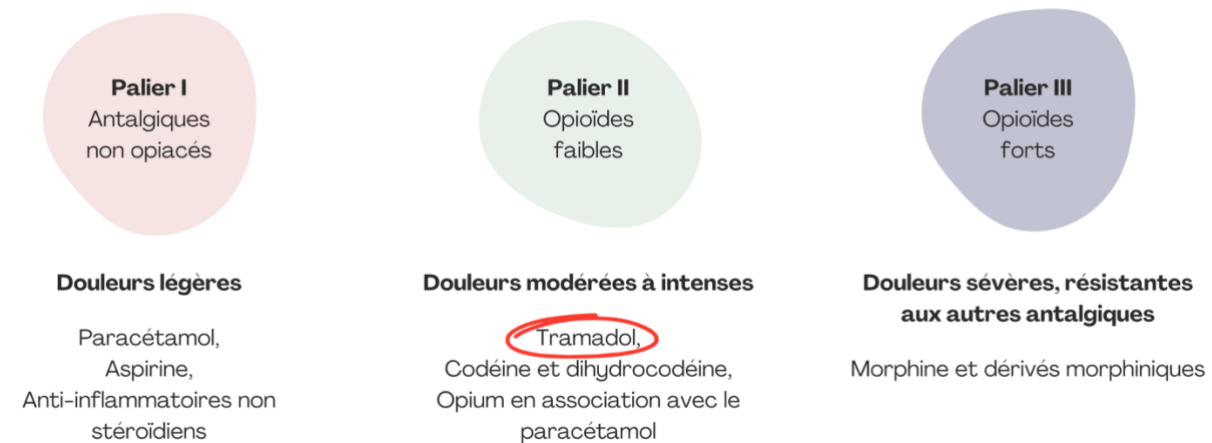 Palier I
Antalgiques
non opiacés
Douleurs légères
Paracétamol,
Aspirine,
Anti-inflammatoires non
stéroïdiens
Palier II
Opioïdes
faibles
Douleurs modérées à intenses
Tramadol,
Codéine et dihydrocodéine,
Opium en association avec le
paracétamol
Palier III
Opioïdes
forts
Douleurs sévères, résistantes
aux autres antalgiques
Morphine et dérivés morphiniques